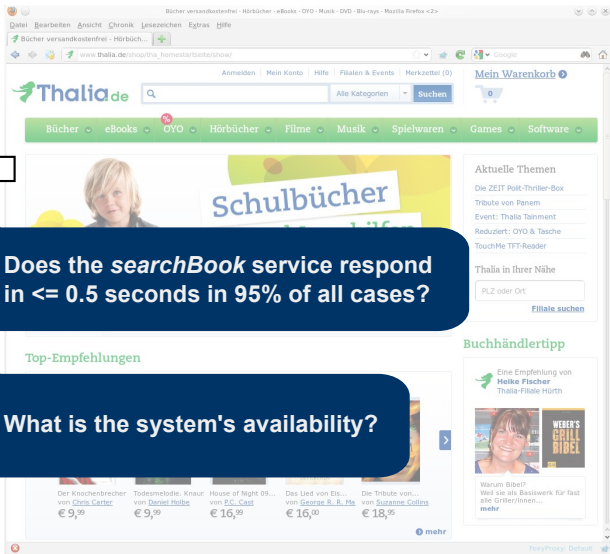 Bücher versandkostenfrei - Hörbücher - eBooks - OYO - Musik - DVD - Blu-rays - Mozilla Firefox <2>
Datei Bearbeiten Ansicht Chronik Lesezeichen Extras Hilfe
Bücher versandkostenfrei - Hörbüch...
www.thalia.de/shop/tha_homestartseite/show/
Google
Anmelden | Mein Konto | Hilfe | Filialen & Events | Merkzettel (0)
Mein Warenkorb
0
Thalia.de
Alle Kategorien
Suchen
%
Bücher eBooks OYO Hörbücher Filme Musik Spielwaren Games Software
Schulbücher
Aktuelle Themen
Die ZEIT Polit-Thriller-Box
Tribute von Panem
Event: Thalia Tainment
Reduziert: OYO & Tasche
TouchMe TFT-Reader
Does the searchBook service respond
in <= 0.5 seconds in 95% of all cases?
Thalia in Ihrer Nähe
PLZ oder Ort
Filiale suchen
Top-Empfehlungen
Buchhändlertipp
Eine Empfehlung von
Heike Fischer
Thalia-Filiale Hürth
What is the system's availability?
WEBER'S
GRILL
BIBEL
Der Knochenbrecher
von Chris Carter
€ 9,99
Todesmelodie. Knaur
von Daniel Holbe
€ 9,99
House of Night 09...
von P.C. Cast
€ 16,99
Das Lied von Eis...
von George R. R. Ma
€ 16,00
Die Tribute von...
von Suzanne Collins
€ 18,95
mehr
Warum Bibel?
Weil sie als Basiswerk für fast
alle Griller/innen...
mehr
FoxyProxy: Default